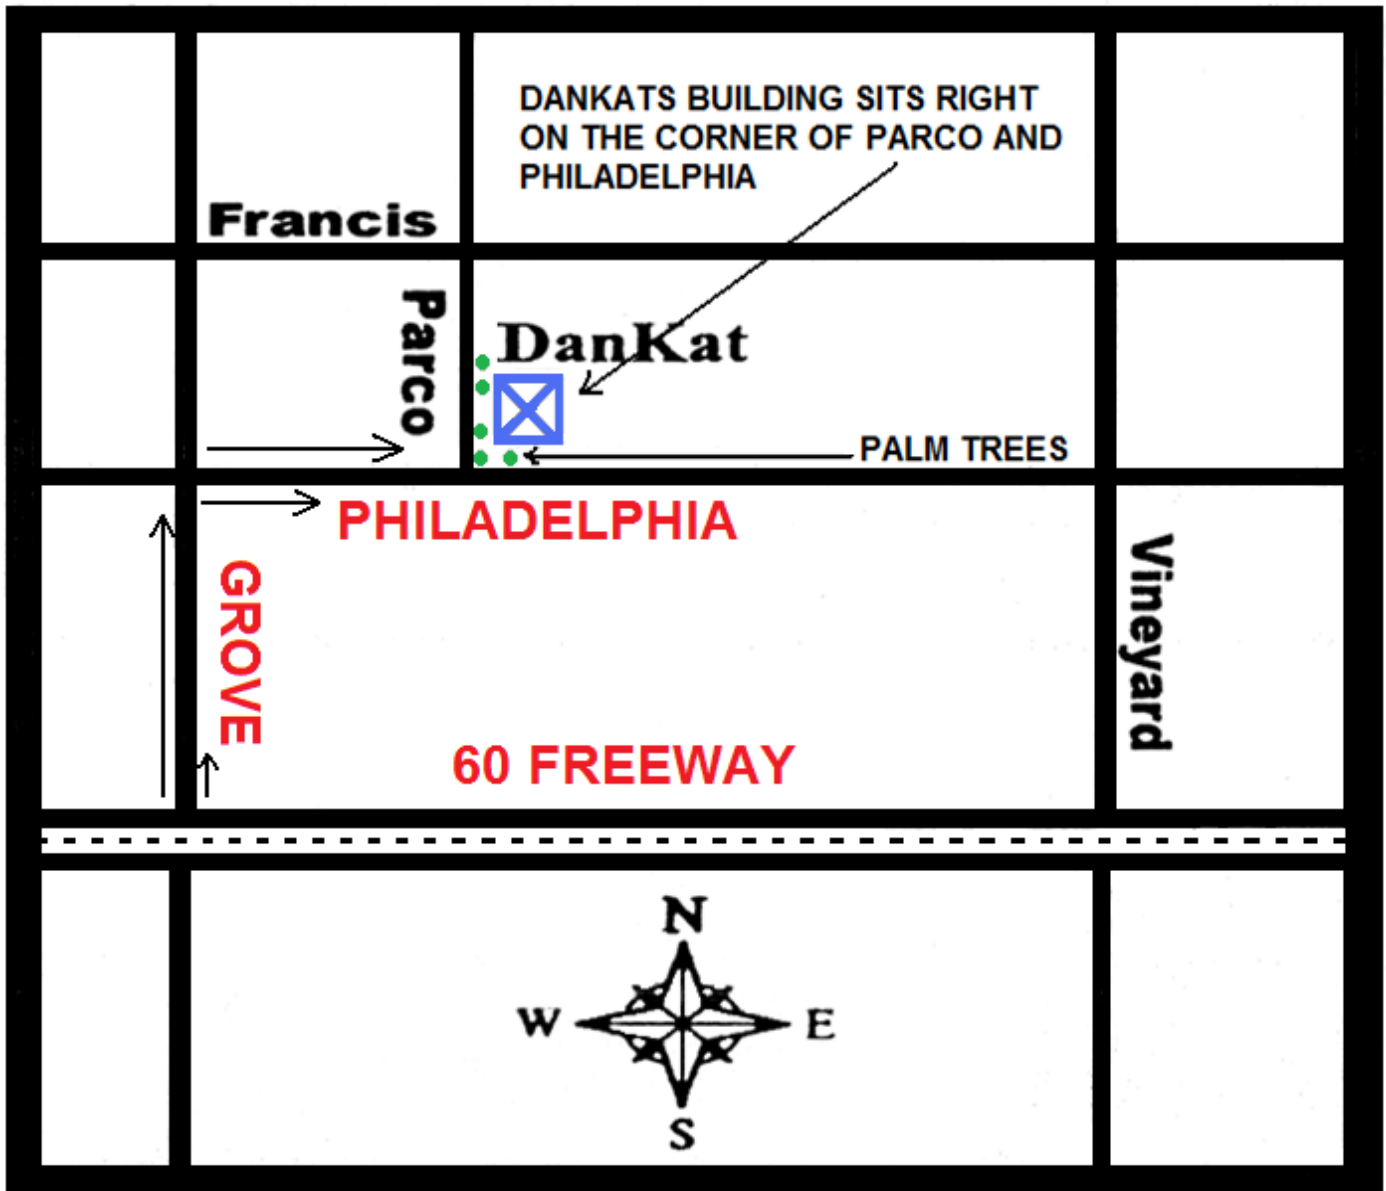 DANKATS BUILDING SITS RIGHT
ON THE CORNER OF PARCO AND
PHILADELPHIA
Francis
Parco
DanKat
PALM TREES
PHILADELPHIA
GROVE
Vineyard
60 FREEWAY
N
W
E
S